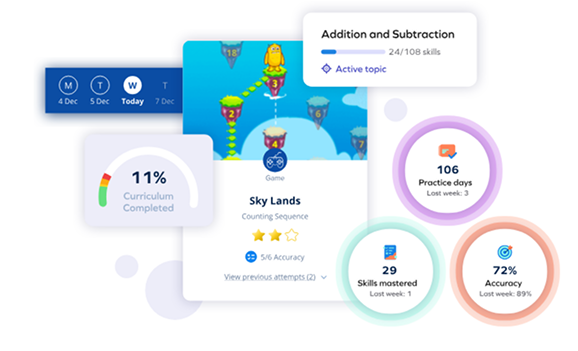 Addition and Subtraction
24/108 skills
Active topic
M T W T
4 Dec 5 Dec Today 7 Dec
18
3
2
7
4
Game
11%
Curriculum
Completed
Sky Lands
Counting Sequence
5/6 Accuracy
View previous attempts (2)
106
Practice days
Last week: 3
29
Skills mastered
Last week: 1
72%
Accuracy
Last week: 89%